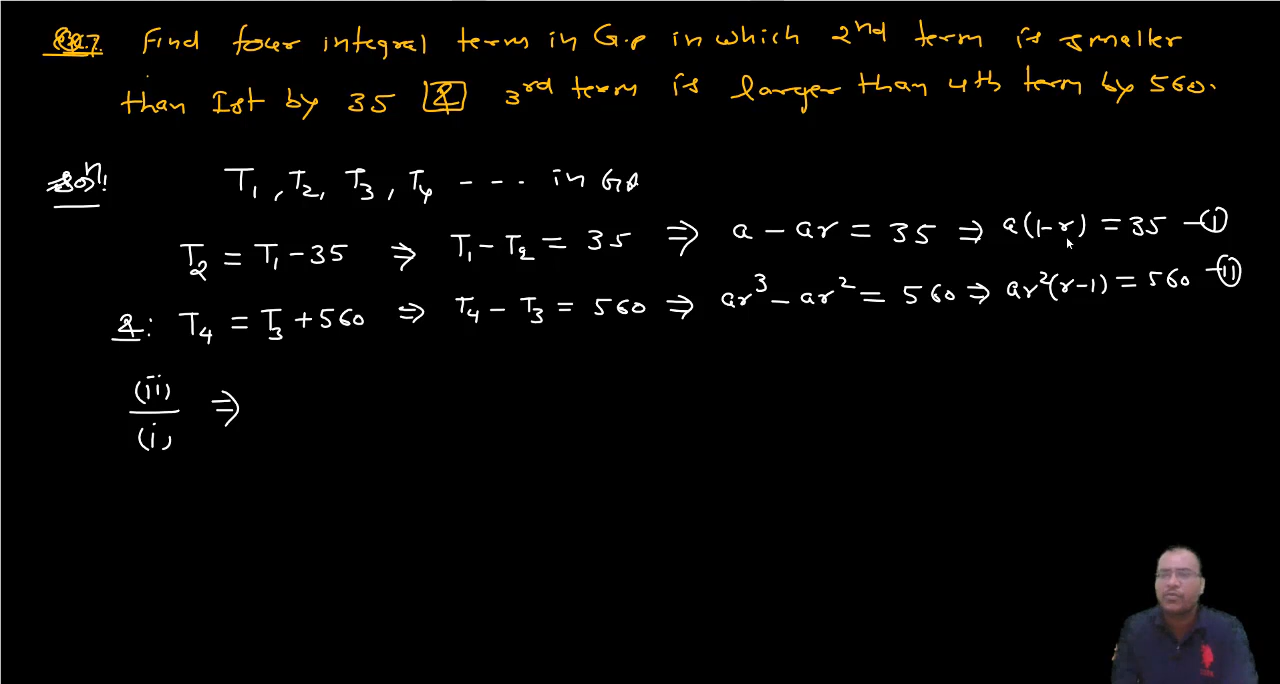 Find four integral term in G.P in which 2nd term is smaller
than Ist by 35 & 3rd term is larger than 4th term by 560.
Soln:
T₁, T₂, T₃, T₄ --- in GP
T₂ = T₁ - 35 ⇒ T₁ - T₂ = 35 ⇒ a - ar = 35 ⇒ a(1-r) = 35 - (i)
&: T₄ = T₃ + 560 ⇒ T₄ - T₃ = 560 ⇒ ar³ - ar² = 560 ⇒ ar²(r-1) = 560 - (ii)
(ii)/(i) ⇒